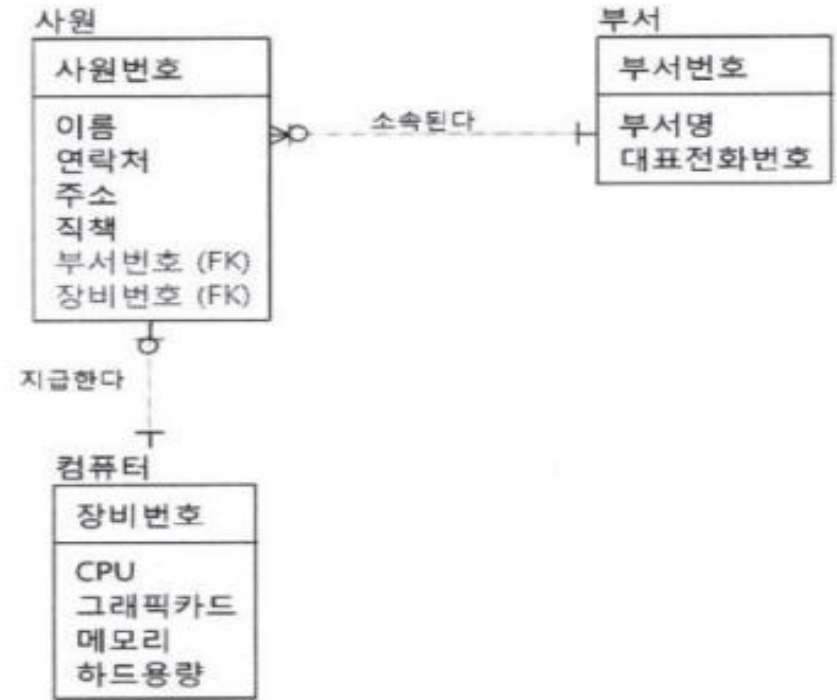 사원
사원번호
이름
연락처
주소
직책
부서번호 (FK)
장비번호 (FK)
소속된다
부서
부서번호
부서명
대표전화번호
지급한다
컴퓨터
장비번호
CPU
그래픽카드
메모리
하드용량